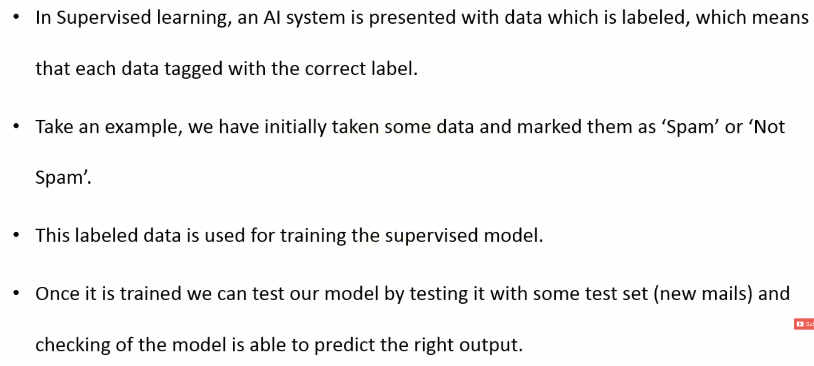 • In Supervised learning, an AI system is presented with data which is labeled, which means
that each data tagged with the correct label.
• Take an example, we have initially taken some data and marked them as ‘Spam’ or ‘Not
Spam’.
• This labeled data is used for training the supervised model.
• Once it is trained we can test our model by testing it with some test set (new mails) and
checking of the model is able to predict the right output.